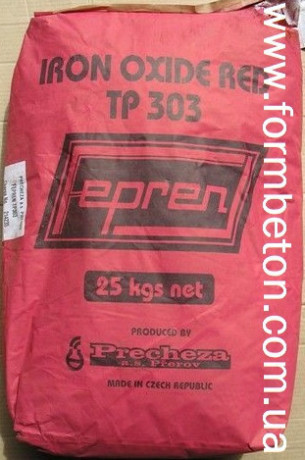 IRON OXIDE RED
TP 303
Fepren
25 kgs net
PRODUCED BY
Precheza
a.s. Prerov
MADE IN CZECH REPUBLIC
www.formbeton.com.ua